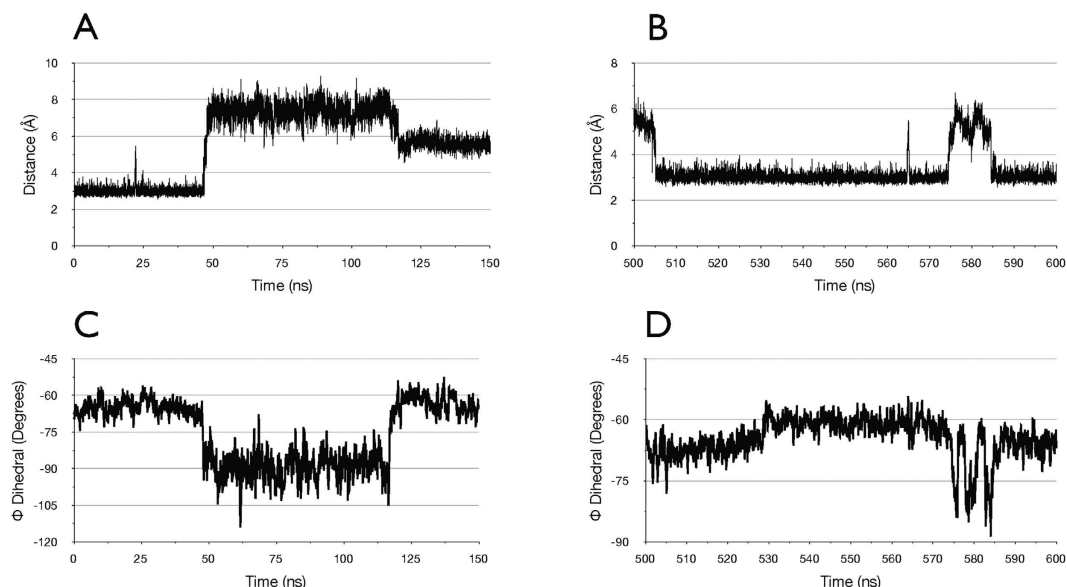 A
10
8
6
4
2
0
Distance (Å)
0 25 50 75 100 125 150
Time (ns)
B
8
6
4
2
0
Distance (Å)
500 510 520 530 540 550 560 570 580 590 600
Time (ns)
C
-45
-60
-75
-90
-105
-120
Φ Dihedral (Degrees)
0 25 50 75 100 125 150
Time (ns)
D
-45
-60
-75
-90
Φ Dihedral (Degrees)
500 510 520 530 540 550 560 570 580 590 600
Time (ns)